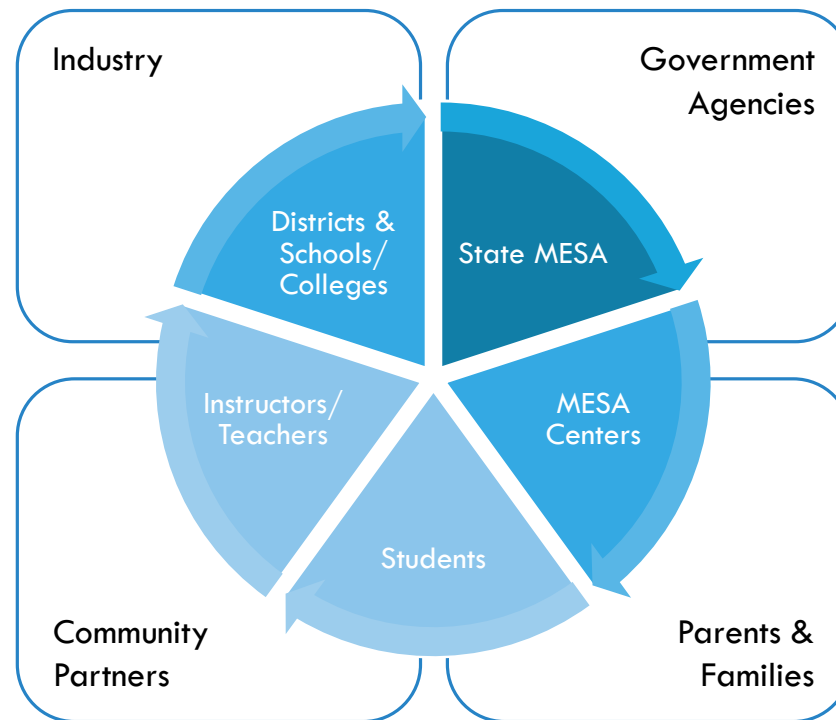 Industry
Government
Agencies
Districts &
Schools/
Colleges
State MESA
Instructors/
Teachers
MESA
Centers
Students
Community
Partners
Parents &
Families